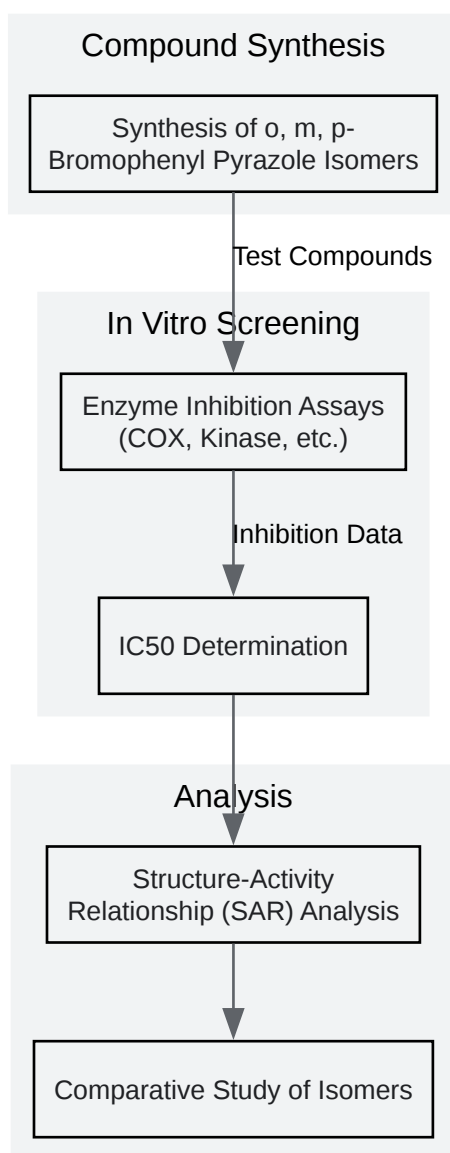 Compound Synthesis
Synthesis of o, m, p-
Bromophenyl Pyrazole Isomers
Test Compounds
In Vitro Screening
Enzyme Inhibition Assays
(COX, Kinase, etc.)
Inhibition Data
IC50 Determination
Analysis
Structure-Activity
Relationship (SAR) Analysis
Comparative Study of Isomers